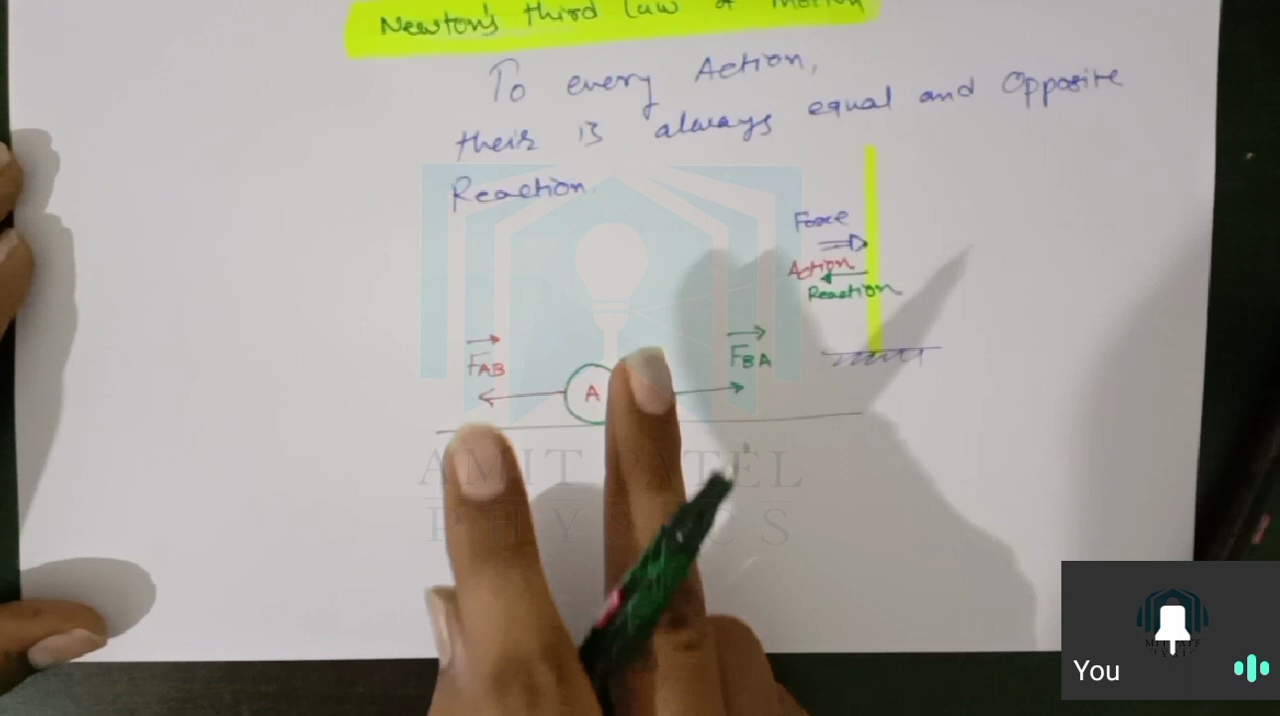 Newton's third Law of Motion
To every Action,
their is always equal and Opposite
Reaction.
Force
Action
Reaction
FAB
FBA
A
AMIT PATEL
PHYSICS
You